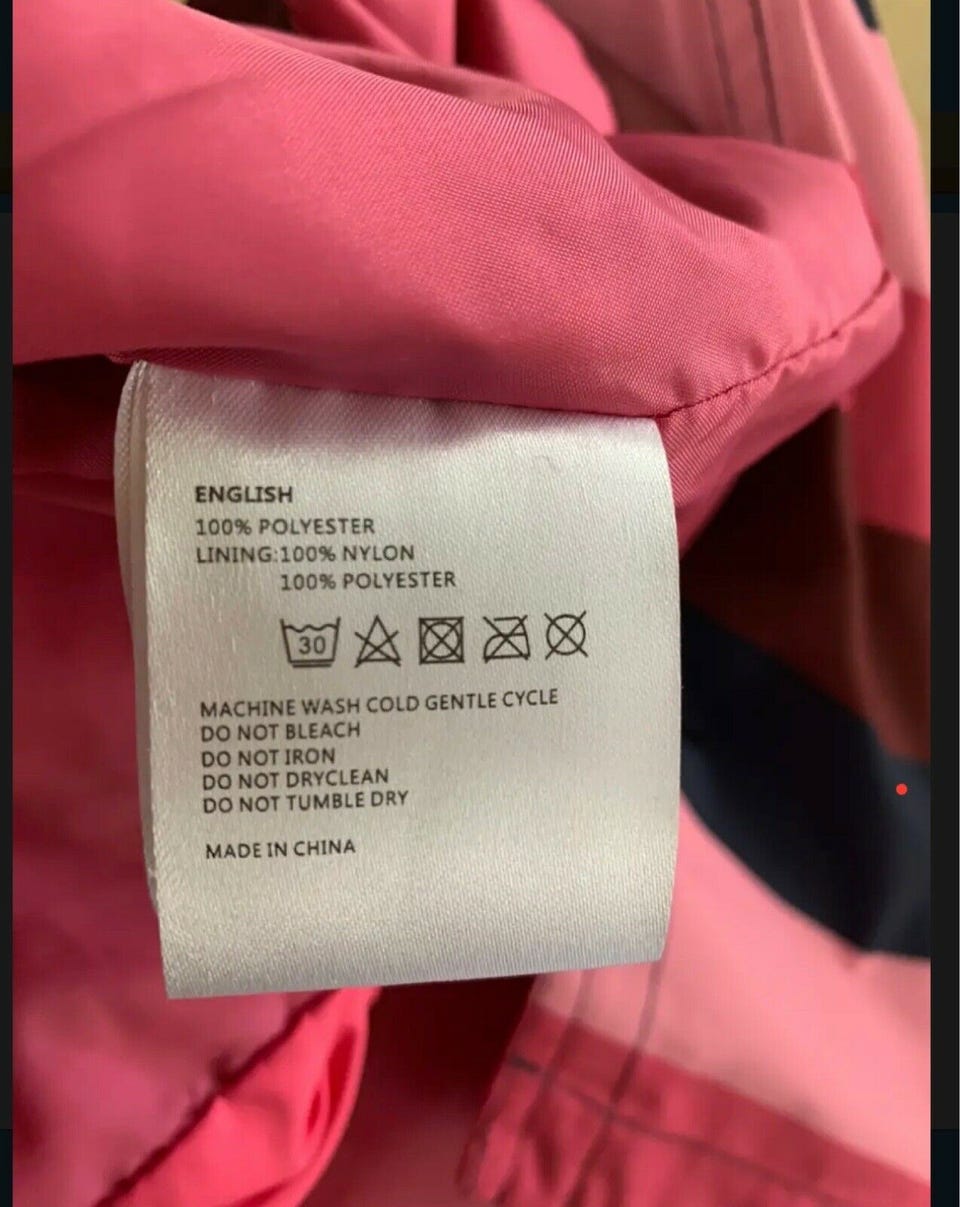 ENGLISH
100% POLYESTER
LINING:100% NYLON
100% POLYESTER
30
MACHINE WASH COLD GENTLE CYCLE
DO NOT BLEACH
DO NOT IRON
DO NOT DRYCLEAN
DO NOT TUMBLE DRY
MADE IN CHINA